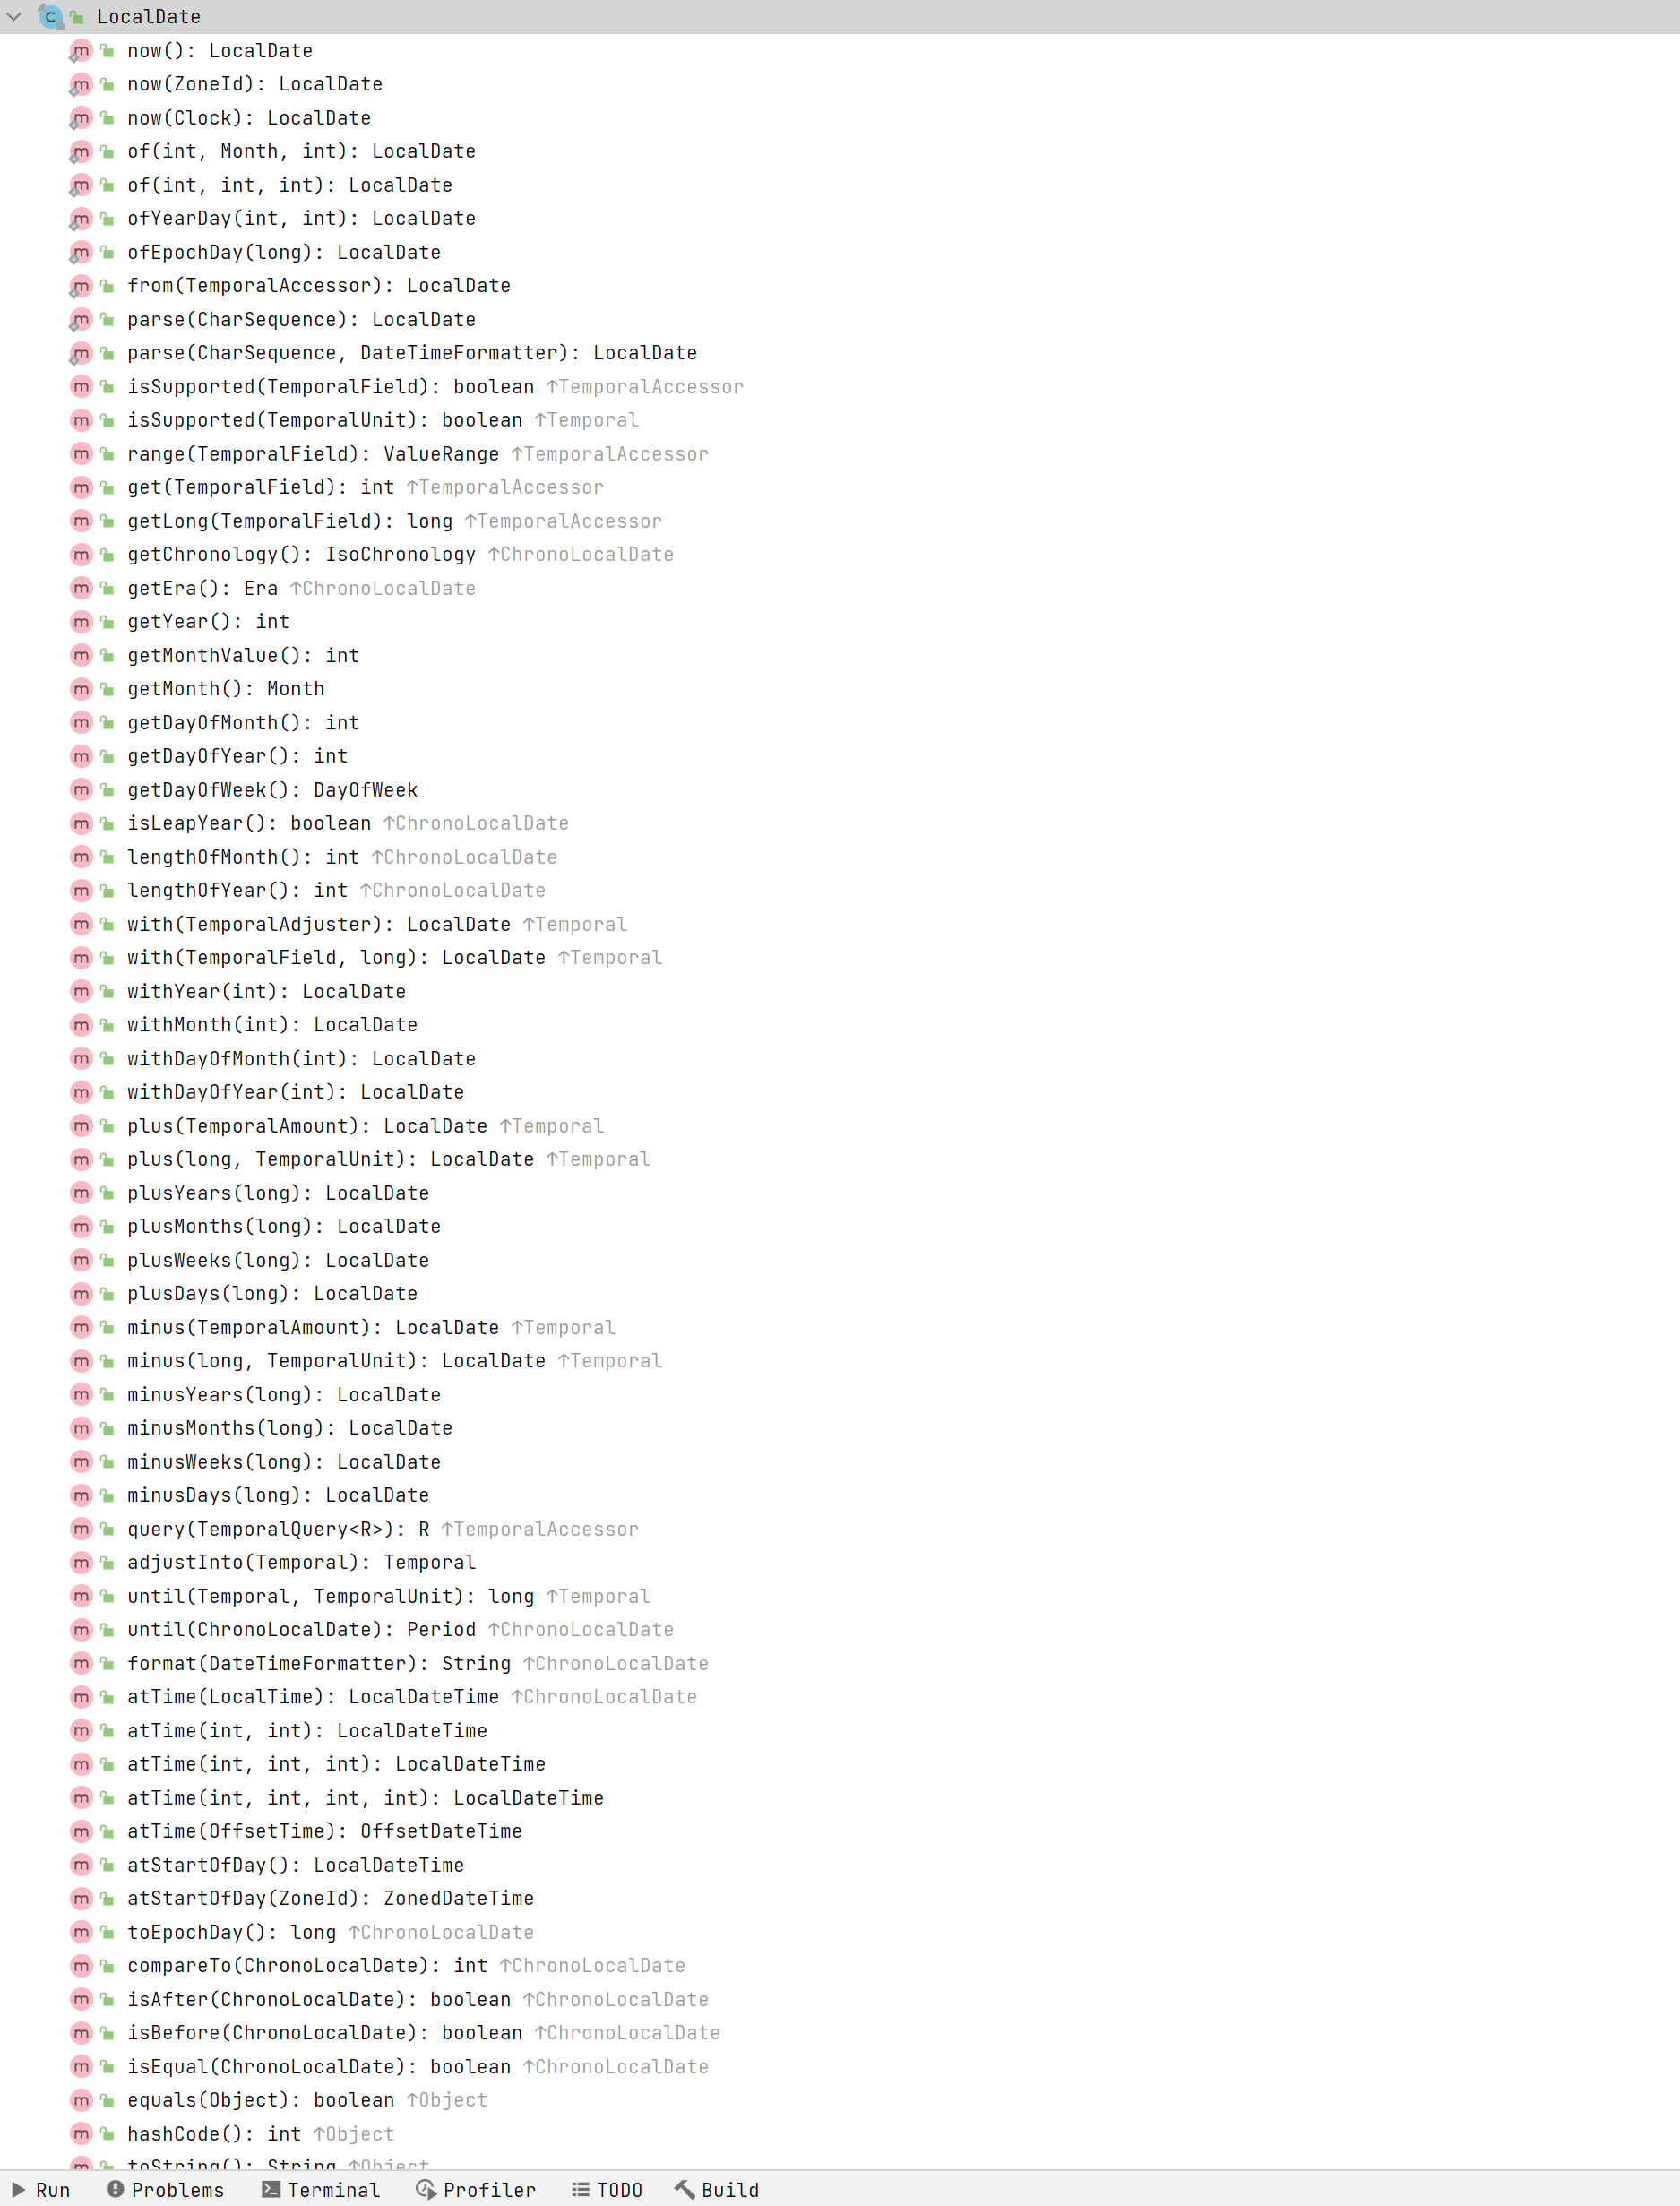 LocalDate
now(): LocalDate
now(ZoneId): LocalDate
now(Clock): LocalDate
of(int, Month, int): LocalDate
of(int, int, int): LocalDate
ofYearDay(int, int): LocalDate
ofEpochDay(long): LocalDate
from(TemporalAccessor): LocalDate
parse(CharSequence): LocalDate
parse(CharSequence, DateTimeFormatter): LocalDate
isSupported(TemporalField): boolean ↑TemporalAccessor
isSupported(TemporalUnit): boolean ↑Temporal
range(TemporalField): ValueRange ↑TemporalAccessor
get(TemporalField): int ↑TemporalAccessor
getLong(TemporalField): long ↑TemporalAccessor
getChronology(): IsoChronology ↑ChronoLocalDate
getEra(): Era ↑ChronoLocalDate
getYear(): int
getMonthValue(): int
getMonth(): Month
getDayOfMonth(): int
getDayOfYear(): int
getDayOfWeek(): DayOfWeek
isLeapYear(): boolean ↑ChronoLocalDate
lengthOfMonth(): int ↑ChronoLocalDate
lengthOfYear(): int ↑ChronoLocalDate
with(TemporalAdjuster): LocalDate ↑Temporal
with(TemporalField, long): LocalDate ↑Temporal
withYear(int): LocalDate
withMonth(int): LocalDate
withDayOfMonth(int): LocalDate
withDayOfYear(int): LocalDate
plus(TemporalAmount): LocalDate ↑Temporal
plus(long, TemporalUnit): LocalDate ↑Temporal
plusYears(long): LocalDate
plusMonths(long): LocalDate
plusWeeks(long): LocalDate
plusDays(long): LocalDate
minus(TemporalAmount): LocalDate ↑Temporal
minus(long, TemporalUnit): LocalDate ↑Temporal
minusYears(long): LocalDate
minusMonths(long): LocalDate
minusWeeks(long): LocalDate
minusDays(long): LocalDate
query(TemporalQuery<R>): R ↑TemporalAccessor
adjustInto(Temporal): Temporal
until(Temporal, TemporalUnit): long ↑Temporal
until(ChronoLocalDate): Period ↑ChronoLocalDate
format(DateTimeFormatter): String ↑ChronoLocalDate
atTime(LocalTime): LocalDateTime ↑ChronoLocalDate
atTime(int, int): LocalDateTime
atTime(int, int, int): LocalDateTime
atTime(int, int, int, int): LocalDateTime
atTime(OffsetTime): OffsetDateTime
atStartOfDay(): LocalDateTime
atStartOfDay(ZoneId): ZonedDateTime
toEpochDay(): long ↑ChronoLocalDate
compareTo(ChronoLocalDate): int ↑ChronoLocalDate
isAfter(ChronoLocalDate): boolean ↑ChronoLocalDate
isBefore(ChronoLocalDate): boolean ↑ChronoLocalDate
isEqual(ChronoLocalDate): boolean ↑ChronoLocalDate
equals(Object): boolean ↑Object
hashCode(): int ↑Object
toString(): String ↑Object
Run Problems Terminal Profiler TODO Build